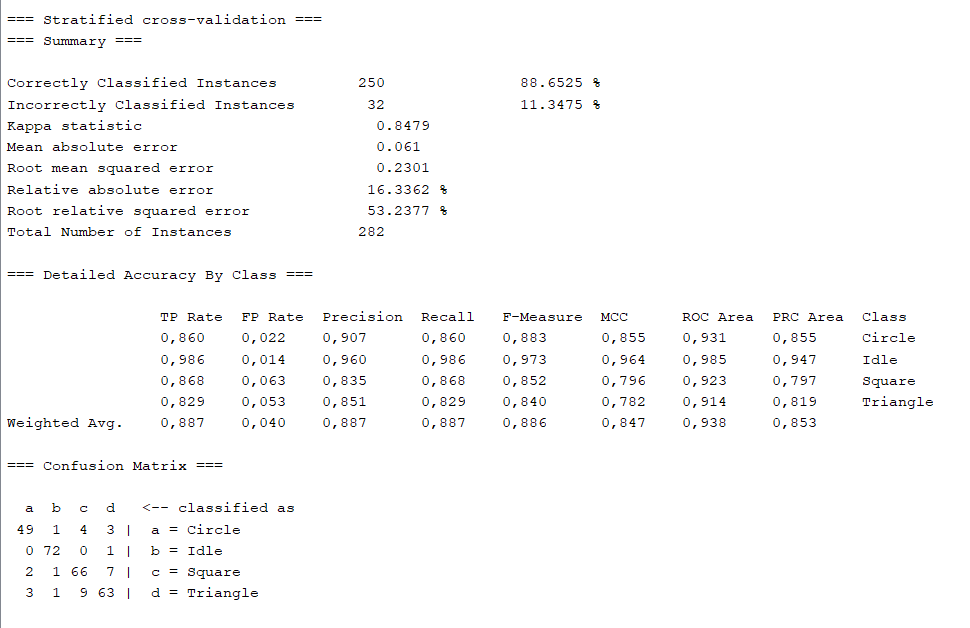 === Stratified cross-validation ===
=== Summary ===
Correctly Classified Instances 250 88.6525 %
Incorrectly Classified Instances 32 11.3475 %
Kappa statistic 0.8479
Mean absolute error 0.061
Root mean squared error 0.2301
Relative absolute error 16.3362 %
Root relative squared error 53.2377 %
Total Number of Instances 282
=== Detailed Accuracy By Class ===
TP Rate FP Rate Precision Recall F-Measure MCC ROC Area PRC Area Class
0,860 0,022 0,907 0,860 0,883 0,855 0,931 0,855 Circle
0,986 0,014 0,960 0,986 0,973 0,964 0,985 0,947 Idle
0,868 0,063 0,835 0,868 0,852 0,796 0,923 0,797 Square
0,829 0,053 0,851 0,829 0,840 0,782 0,914 0,819 Triangle
Weighted Avg. 0,887 0,040 0,887 0,887 0,886 0,847 0,938 0,853
=== Confusion Matrix ===
a b c d <-- classified as
49 1 4 3 | a = Circle
0 72 0 1 | b = Idle
2 1 66 7 | c = Square
3 1 9 63 | d = Triangle